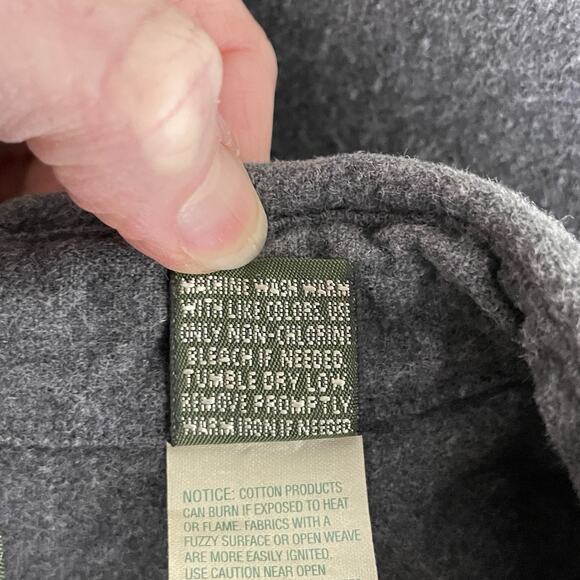 MACHINE WASH WARM
WITH LIKE COLORS USE
ONLY NON-CHLORINE
BLEACH IF NEEDED
TUMBLE DRY LOW
REMOVE PROMPTLY
WARM IRON IF NEEDED
NOTICE: COTTON PRODUCTS
CAN BURN IF EXPOSED TO HEAT
OR FLAME. FABRICS WITH A
FUZZY SURFACE OR OPEN WEAVE
ARE MORE EASILY IGNITED.
USE CAUTION NEAR OPEN